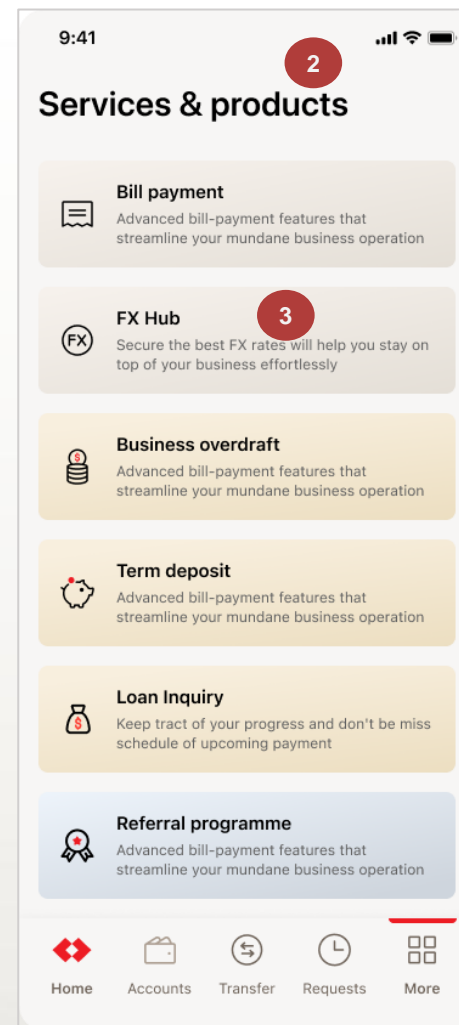 9:41
2
Services & products
Bill payment
Advanced bill-payment features that
streamline your mundane business operation
FX
FX Hub
3
Secure the best FX rates will help you stay on
top of your business effortlessly
$
Business overdraft
Advanced bill-payment features that
streamline your mundane business operation
Term deposit
Advanced bill-payment features that
streamline your mundane business operation
$
Loan Inquiry
Keep tract of your progress and don't be miss
schedule of upcoming payment
Referral programme
Advanced bill-payment features that
streamline your mundane business operation
Home Accounts Transfer Requests More